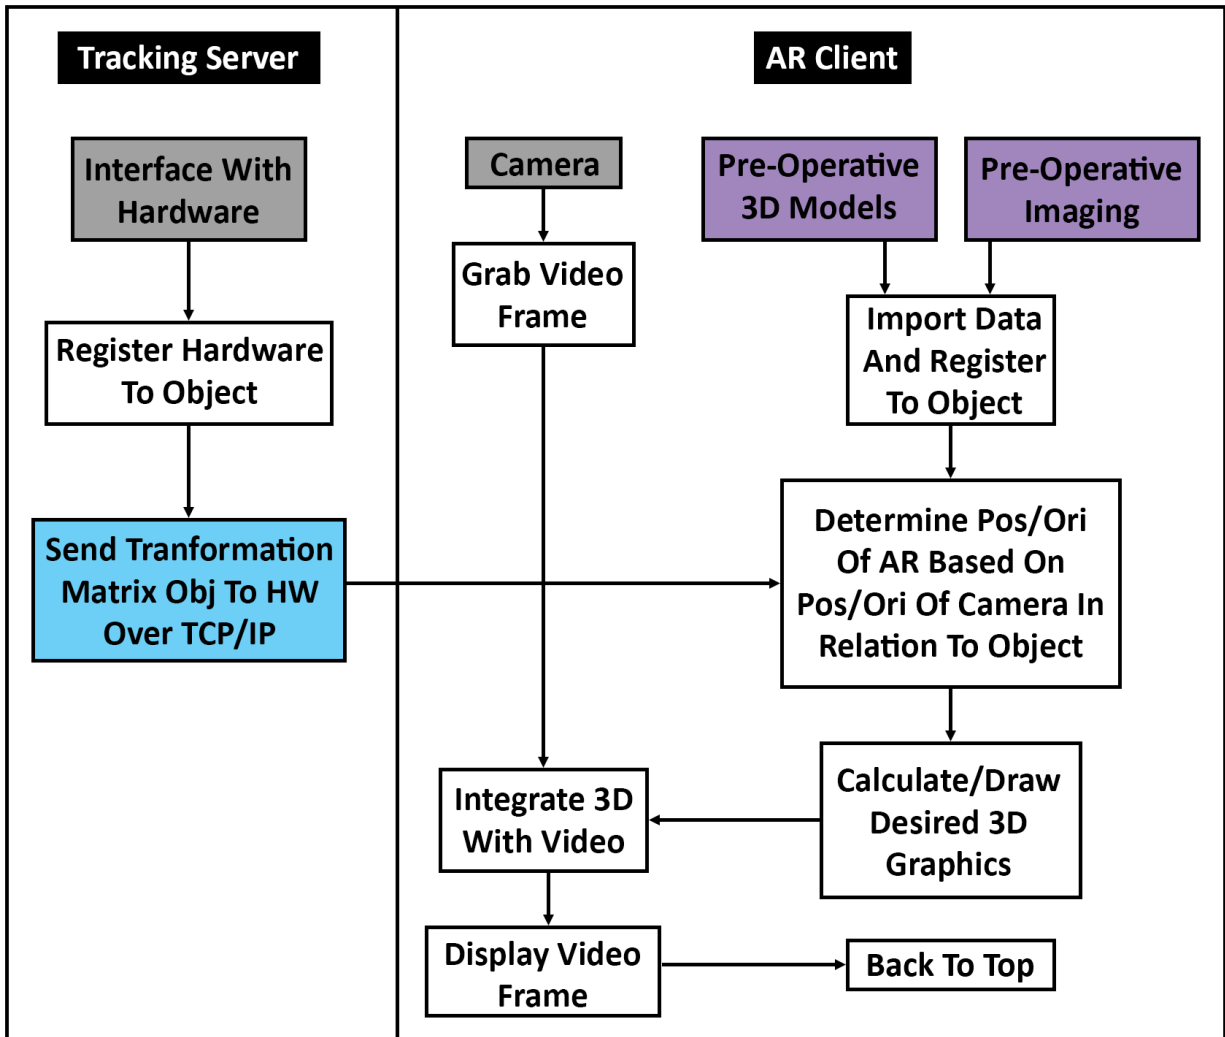 Tracking Server
Interface With
Hardware
Register Hardware
To Object
Send Tranformation
Matrix Obj To HW
Over TCP/IP
AR Client
Camera
Grab Video
Frame
Pre-Operative
3D Models
Pre-Operative
Imaging
Import Data
And Register
To Object
Determine Pos/Ori
Of AR Based On
Pos/Ori Of Camera In
Relation To Object
Calculate/Draw
Desired 3D
Graphics
Integrate 3D
With Video
Display Video
Frame
Back To Top